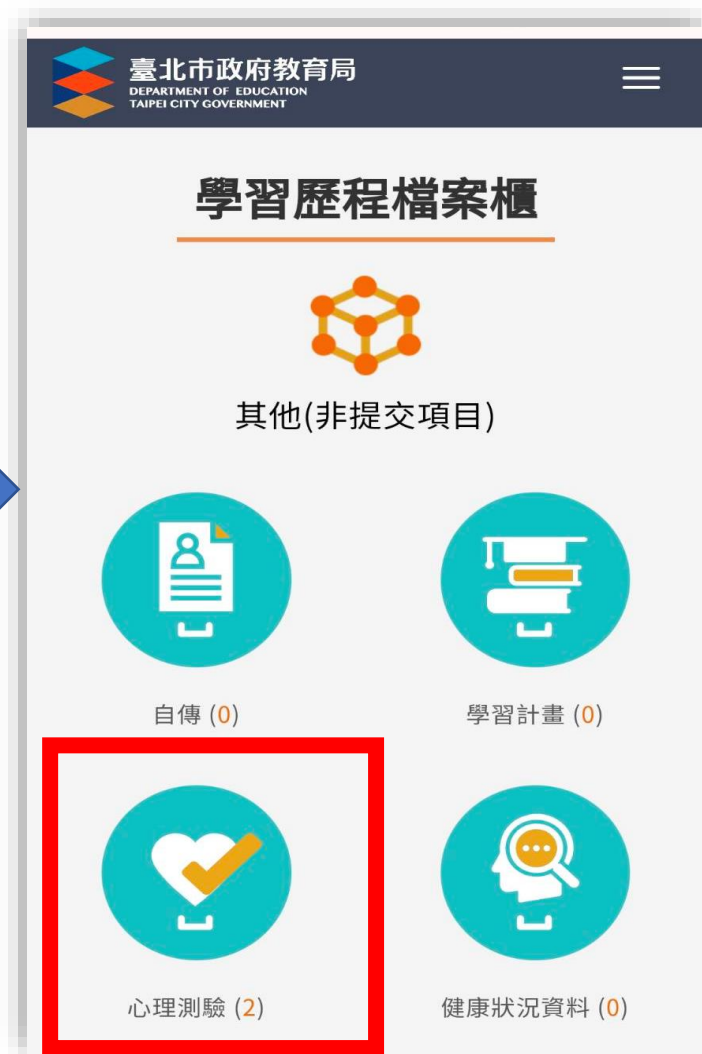 臺北市政府教育局
DEPARTMENT OF EDUCATION
TAIPEI CITY GOVERNMENT
學習歷程檔案櫃
其他(非提交項目)
自傳 (0)
學習計畫 (0)
心理測驗 (2)
健康狀況資料 (0)